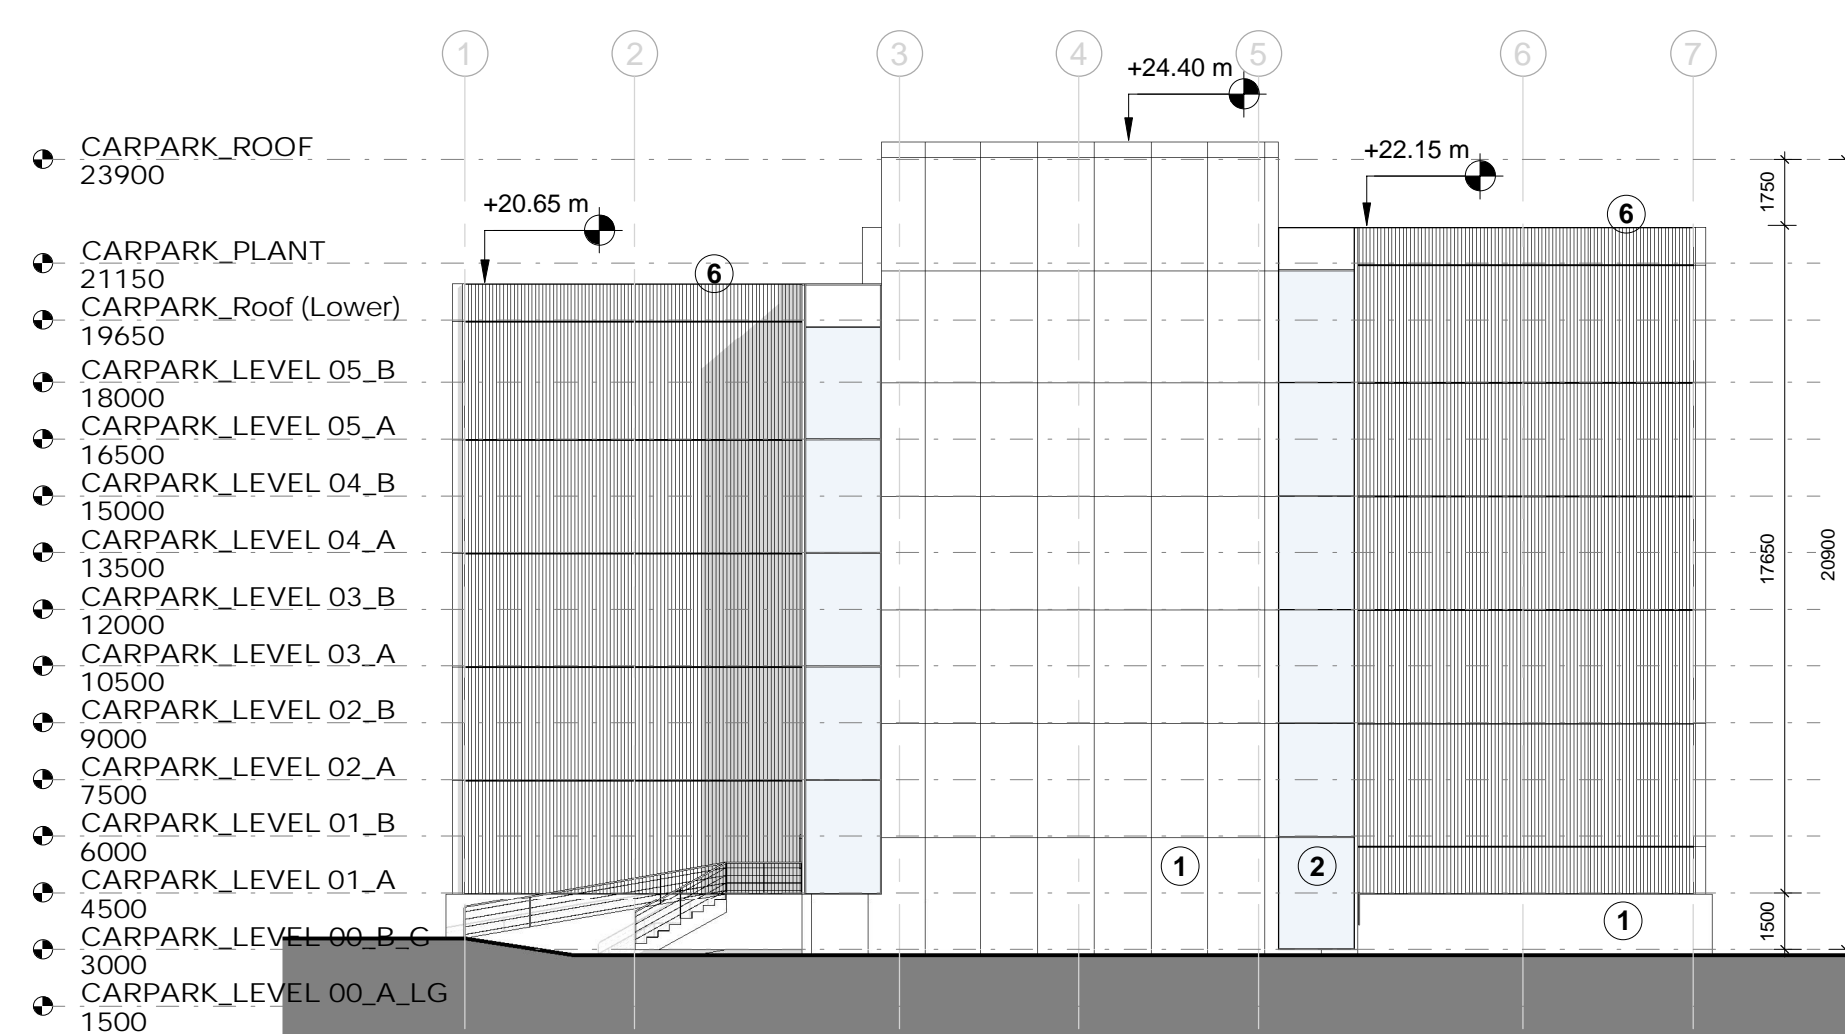 1 2 3 4 5 6 7
+24.40 m
CARPARK_ROOF
23900
+22.15 m
1750
+20.65 m
6
CARPARK_PLANT
21150
6
CARPARK_Roof (Lower)
19650
CARPARK_LEVEL 05_B
18000
CARPARK_LEVEL 05_A
16500
CARPARK_LEVEL 04_B
15000
CARPARK_LEVEL 04_A
13500
17650
20900
CARPARK_LEVEL 03_B
12000
CARPARK_LEVEL 03_A
10500
CARPARK_LEVEL 02_B
9000
CARPARK_LEVEL 02_A
7500
CARPARK_LEVEL 01_B
6000
1 2
CARPARK_LEVEL 01_A
4500
1
1500
CARPARK_LEVEL 00_B_G
3000
CARPARK_LEVEL 00_A_LG
1500